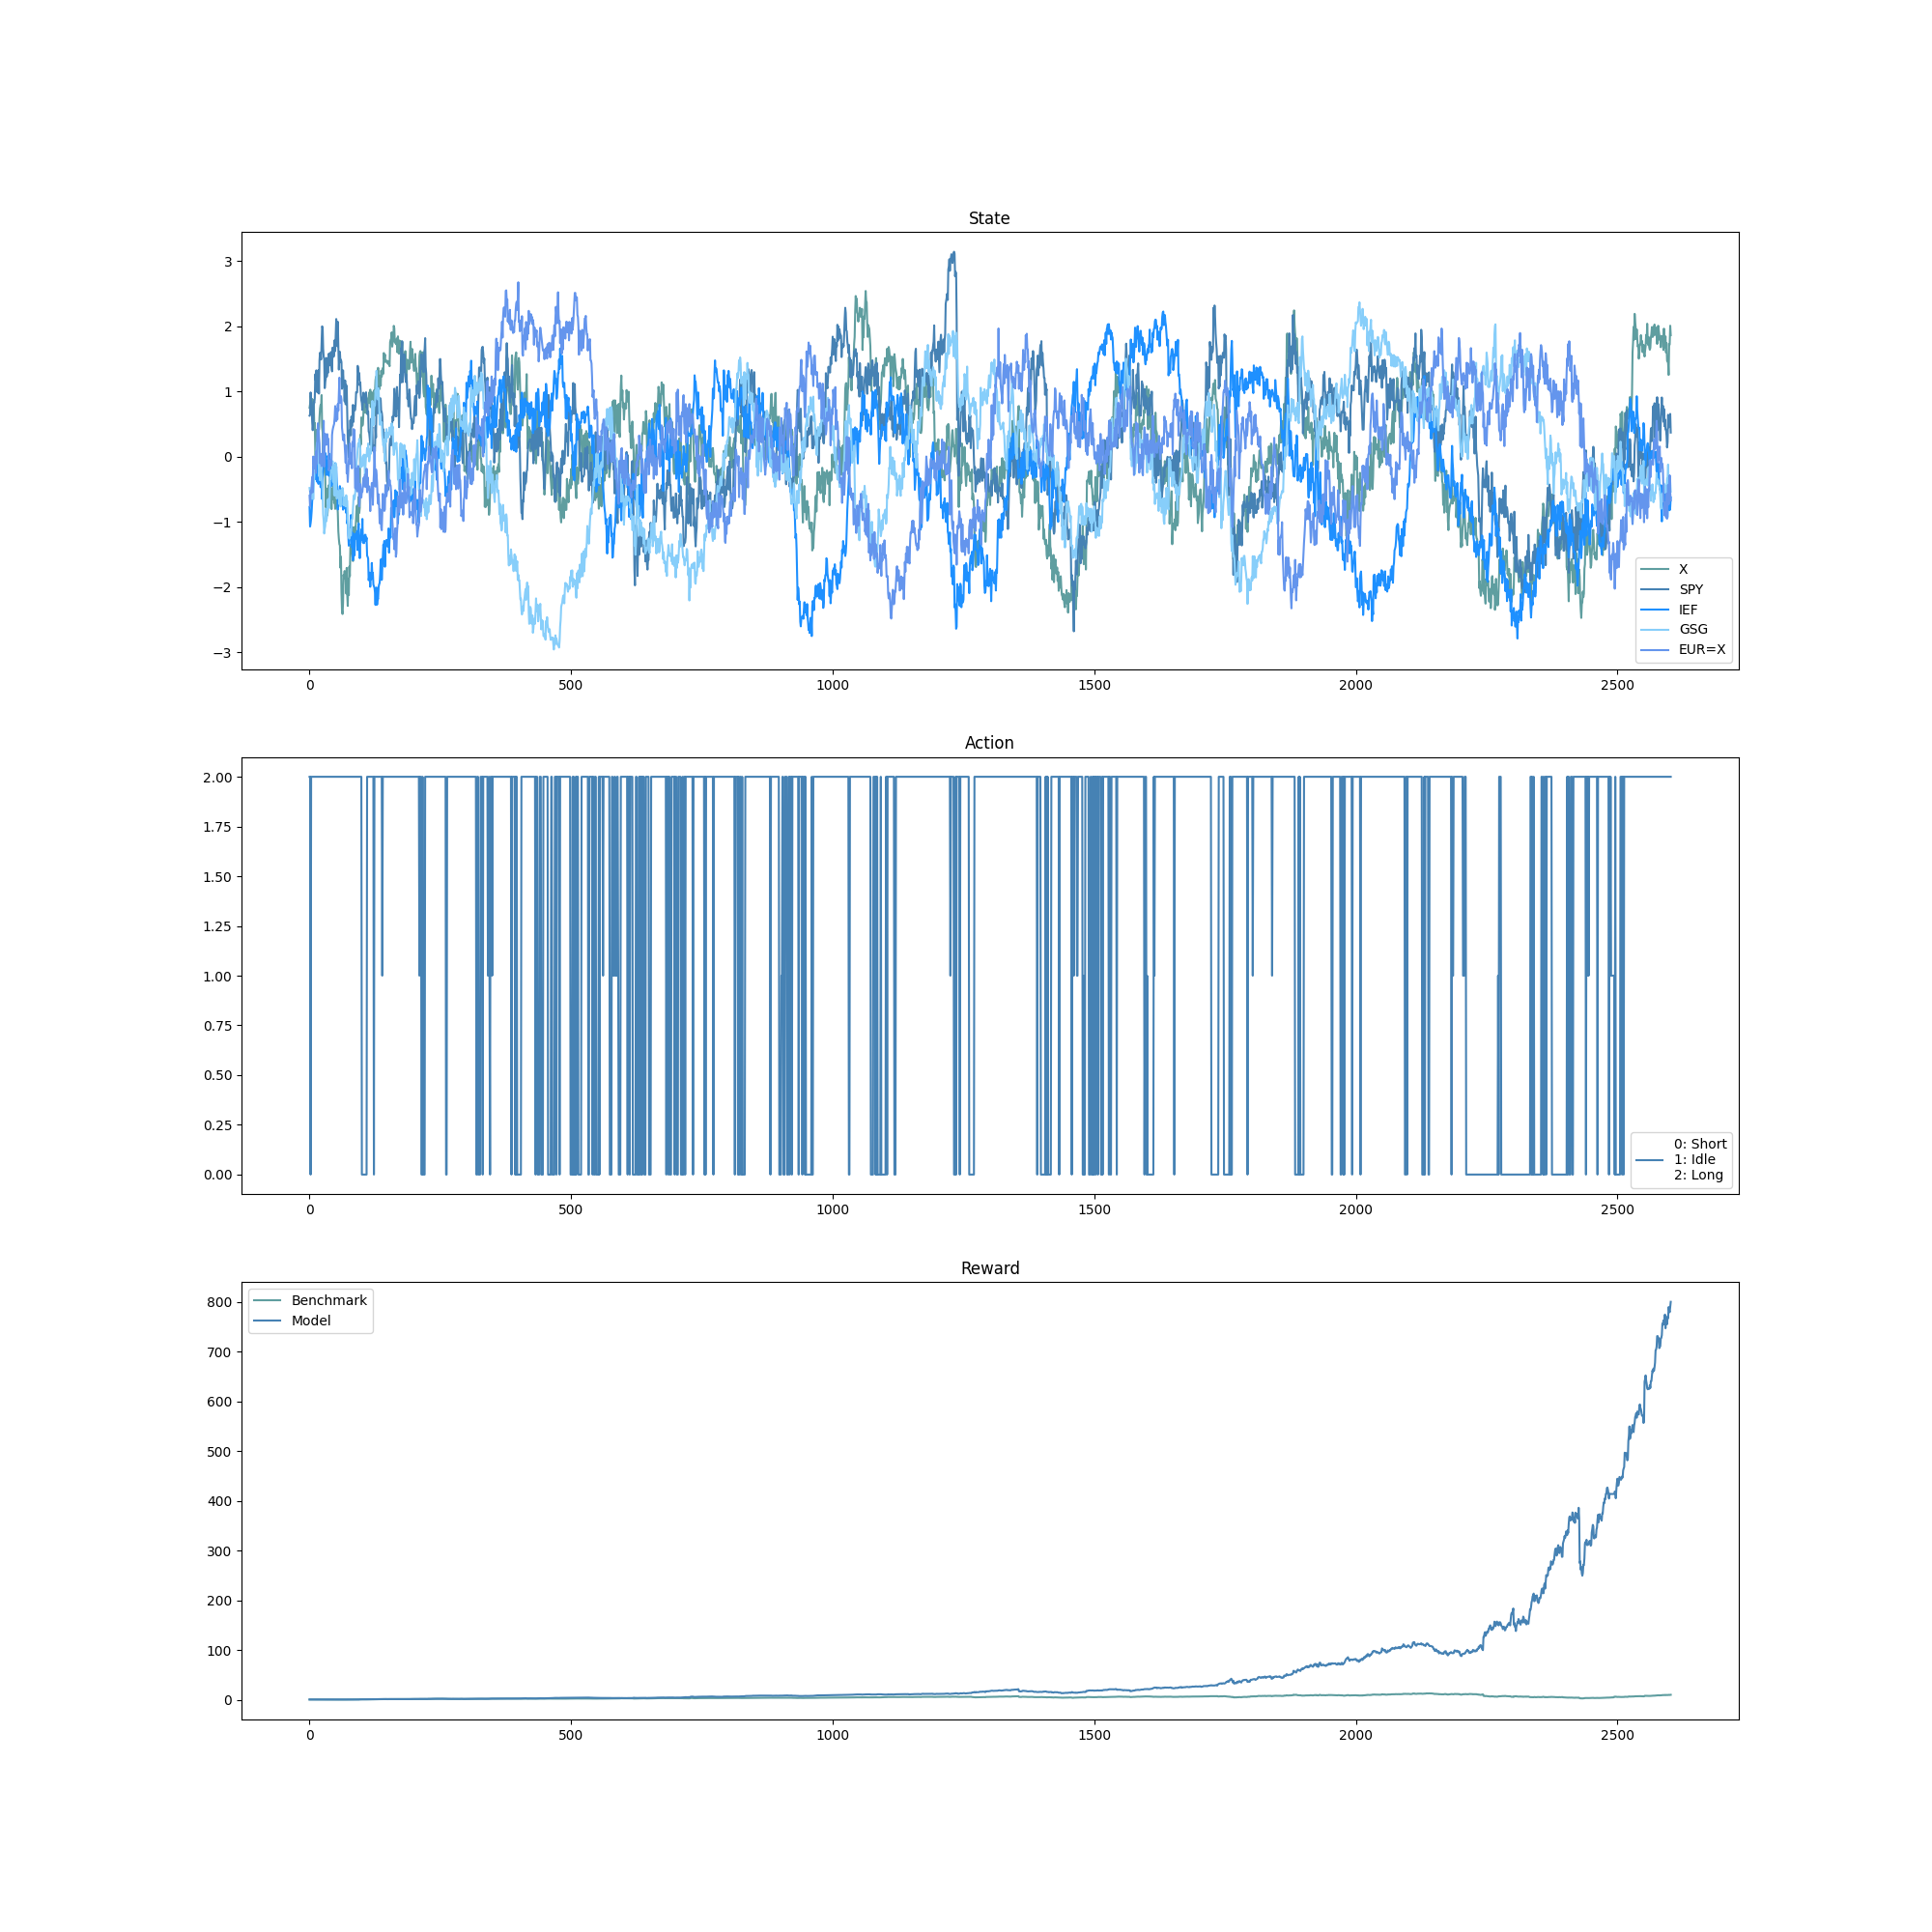 State
3
2
1
0
−1
−2
−3
X
SPY
IEF
GSG
EUR=X
0 500 1000 1500 2000 2500
Action
2.00
1.75
1.50
1.25
1.00
0.75
0.50
0.25
0.00
0: Short
1: Idle
2: Long
0 500 1000 1500 2000 2500
Reward
Benchmark
Model
800
700
600
500
400
300
200
100
0
0 500 1000 1500 2000 2500